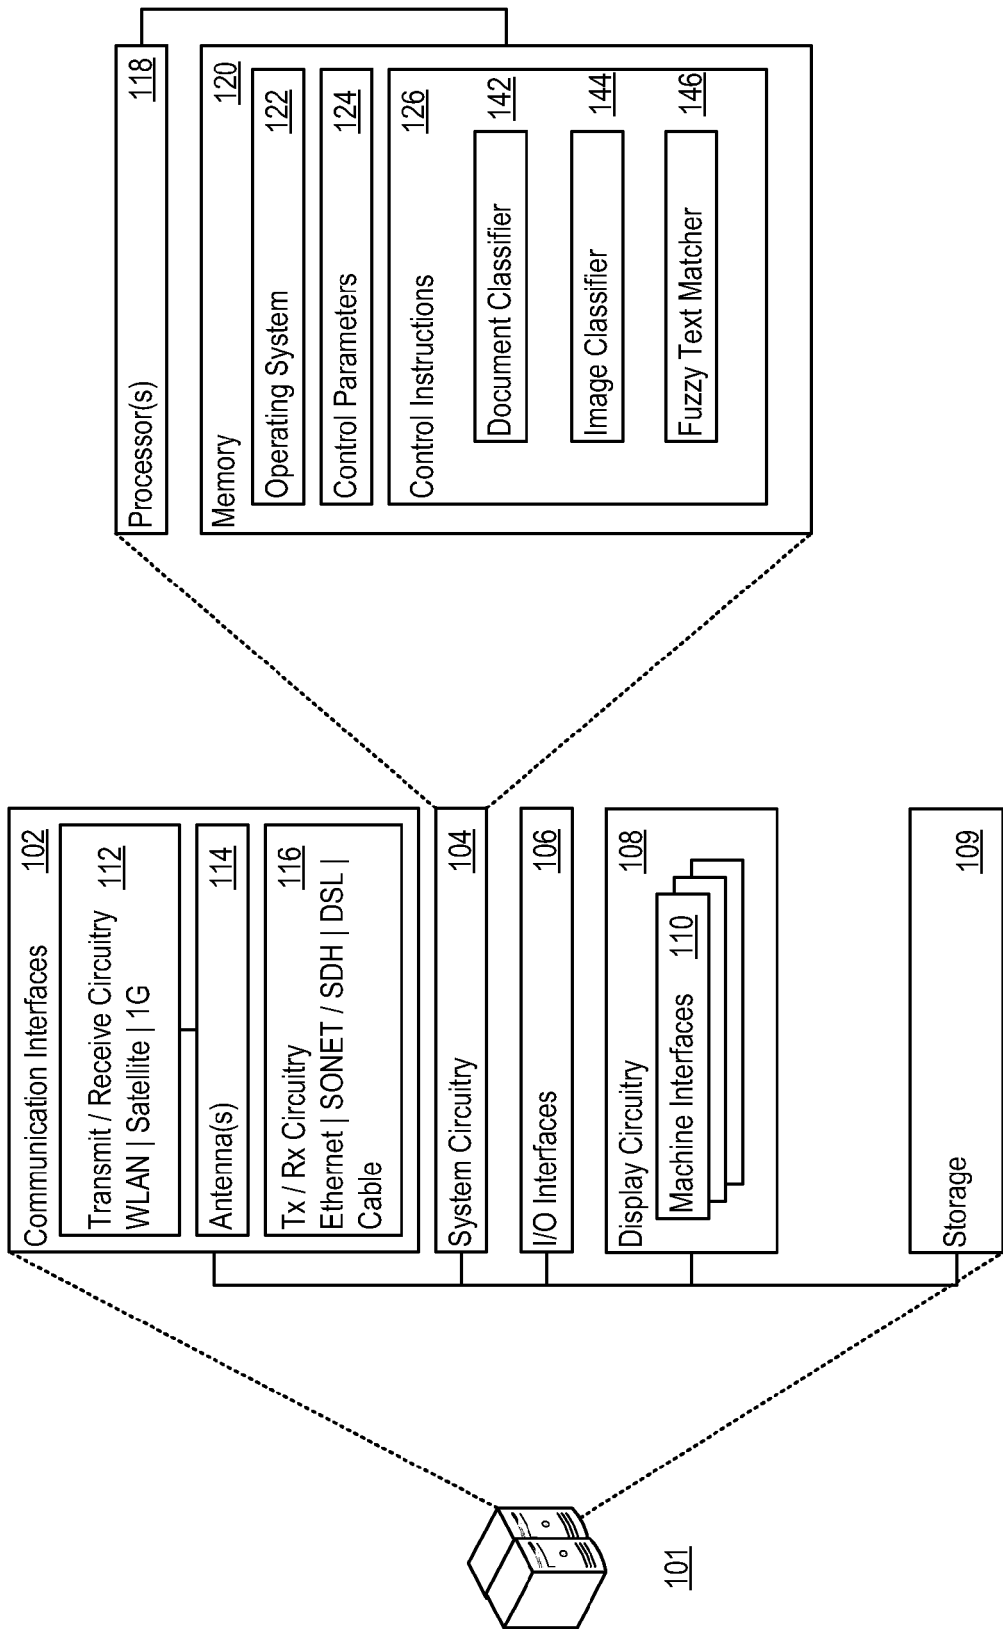 Communication Interfaces 102
Transmit / Receive Circuitry
WLAN | Satellite | 1G 112
Antenna(s) 114
Tx / Rx Circuitry 116
Ethernet | SONET / SDH | DSL |
Cable
System Circuitry 104
I/O Interfaces 106
Display Circuitry 108
Machine Interfaces 110
Storage 109
101
Processor(s) 118
Memory 120
Operating System 122
Control Parameters 124
Control Instructions 126
Document Classifier 142
Image Classifier 144
Fuzzy Text Matcher 146